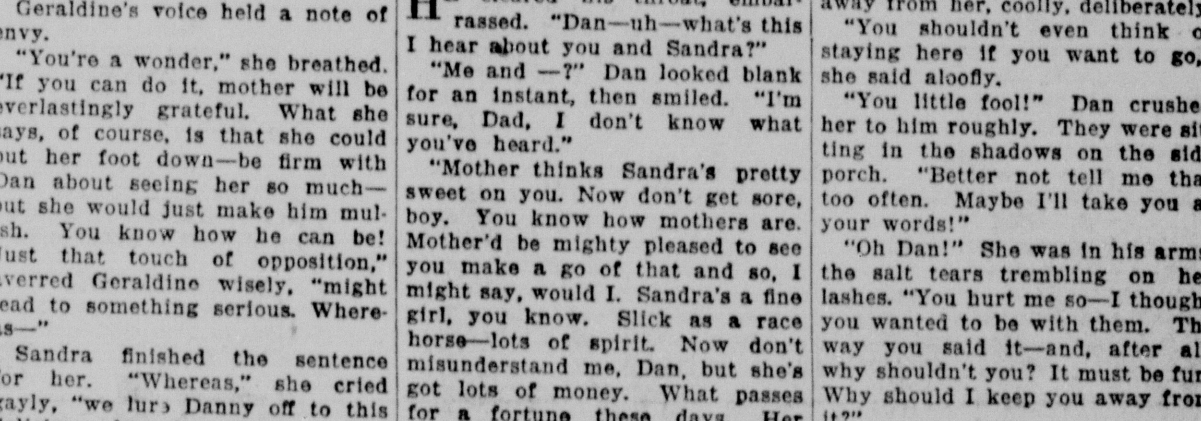 Geraldine's voice held a note of
envy.
"You're a wonder," she breathed.
"If you can do it, mother will be
everlastingly grateful. What she
says, of course, is that she could
put her foot down—be firm with
Dan about seeing her so much—
but she would just make him mul-
ish. You know how he can be!
Just that touch of opposition,"
averred Geraldine wisely, "might
lead to something serious. Where-
as—"
Sandra finished the sentence
for her. "Whereas," she cried
gayly, "we lure Danny off to this
rassed. "Dan—uh—what's this
I hear about you and Sandra?"
"Me and —?" Dan looked blank
for an instant, then smiled. "I'm
sure, Dad, I don't know what
you've heard."
"Mother thinks Sandra's pretty
sweet on you. Now don't get sore,
boy. You know how mothers are.
Mother'd be mighty pleased to see
you make a go of that and so, I
might say, would I. Sandra's a fine
girl, you know. Slick as a race
horse—lots of spirit. Now don't
misunderstand me, Dan, but she's
got lots of money. What passes
for a fortune these days. Her
away from her, coolly, deliberately
"You shouldn't even think o
staying here if you want to go,
she said aloofly.
"You little fool!" Dan crushe
her to him roughly. They were sit
ting in the shadows on the sid
porch. "Better not tell me tha
too often. Maybe I'll take you a
your words!"
"Oh Dan!" She was in his arms
the salt tears trembling on he
lashes. "You hurt me so—I though
you wanted to be with them. Th
way you said it—and, after al
why shouldn't you? It must be fun
Why should I keep you away from
it?"